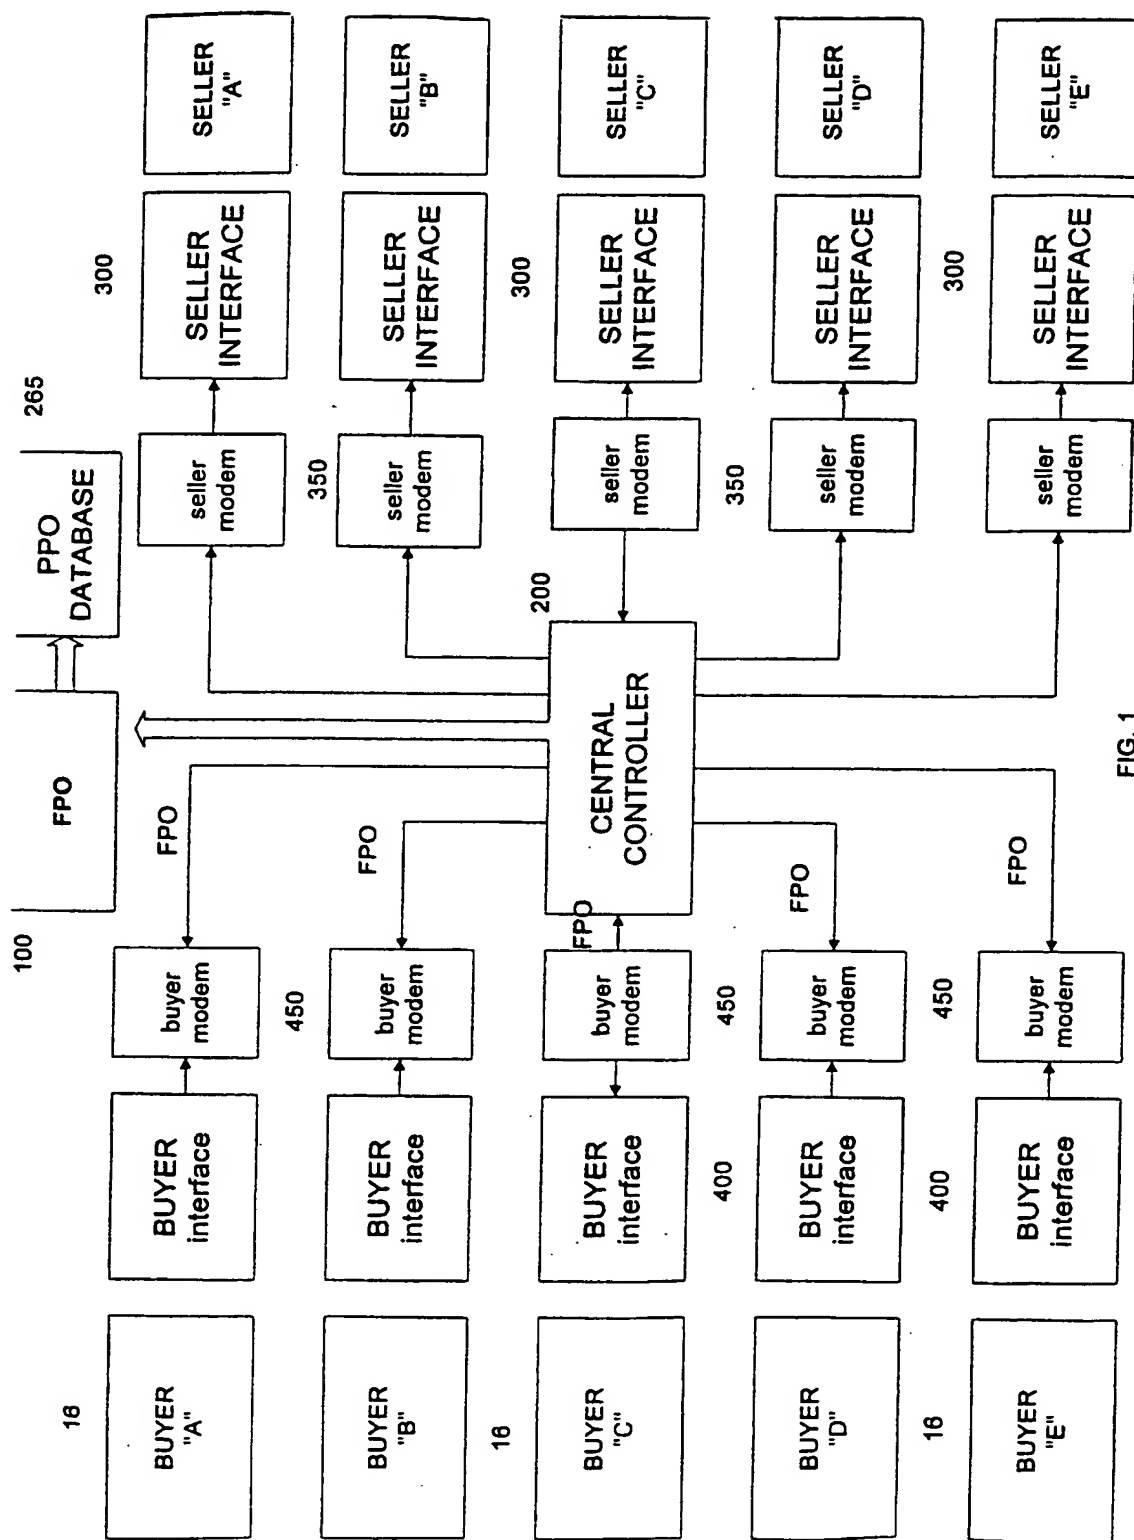 100
FPO
PPO
DATABASE
265
16
300
BUYER
"A"
BUYER
interface
buyer
modem
FPO
seller
modem
SELLER
INTERFACE
SELLER
"A"
450
350
BUYER
"B"
BUYER
interface
buyer
modem
FPO
seller
modem
SELLER
INTERFACE
SELLER
"B"
16
200
300
BUYER
"C"
BUYER
interface
buyer
modem
FPO
CENTRAL
CONTROLLER
seller
modem
SELLER
INTERFACE
SELLER
"C"
400
450
350
BUYER
"D"
BUYER
interface
buyer
modem
FPO
seller
modem
SELLER
INTERFACE
SELLER
"D"
16
400
450
300
BUYER
"E"
BUYER
interface
buyer
modem
FPO
seller
modem
SELLER
INTERFACE
SELLER
"E"
FIG. 1